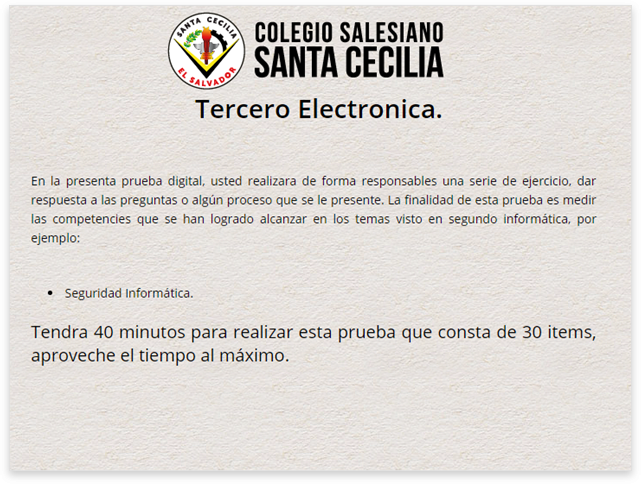 SANTA CECILIA
EL SALVADOR
COLEGIO SALESIANO
SANTA CECILIA
Tercero Electronica.
En la presenta prueba digital, usted realizara de forma responsables una serie de ejercicio, dar
respuesta a las preguntas o algún proceso que se le presente. La finalidad de esta prueba es medir
las competencies que se han logrado alcanzar en los temas visto en segundo informática, por
ejemplo:
• Seguridad Informática.
Tendra 40 minutos para realizar esta prueba que consta de 30 items,
aproveche el tiempo al máximo.